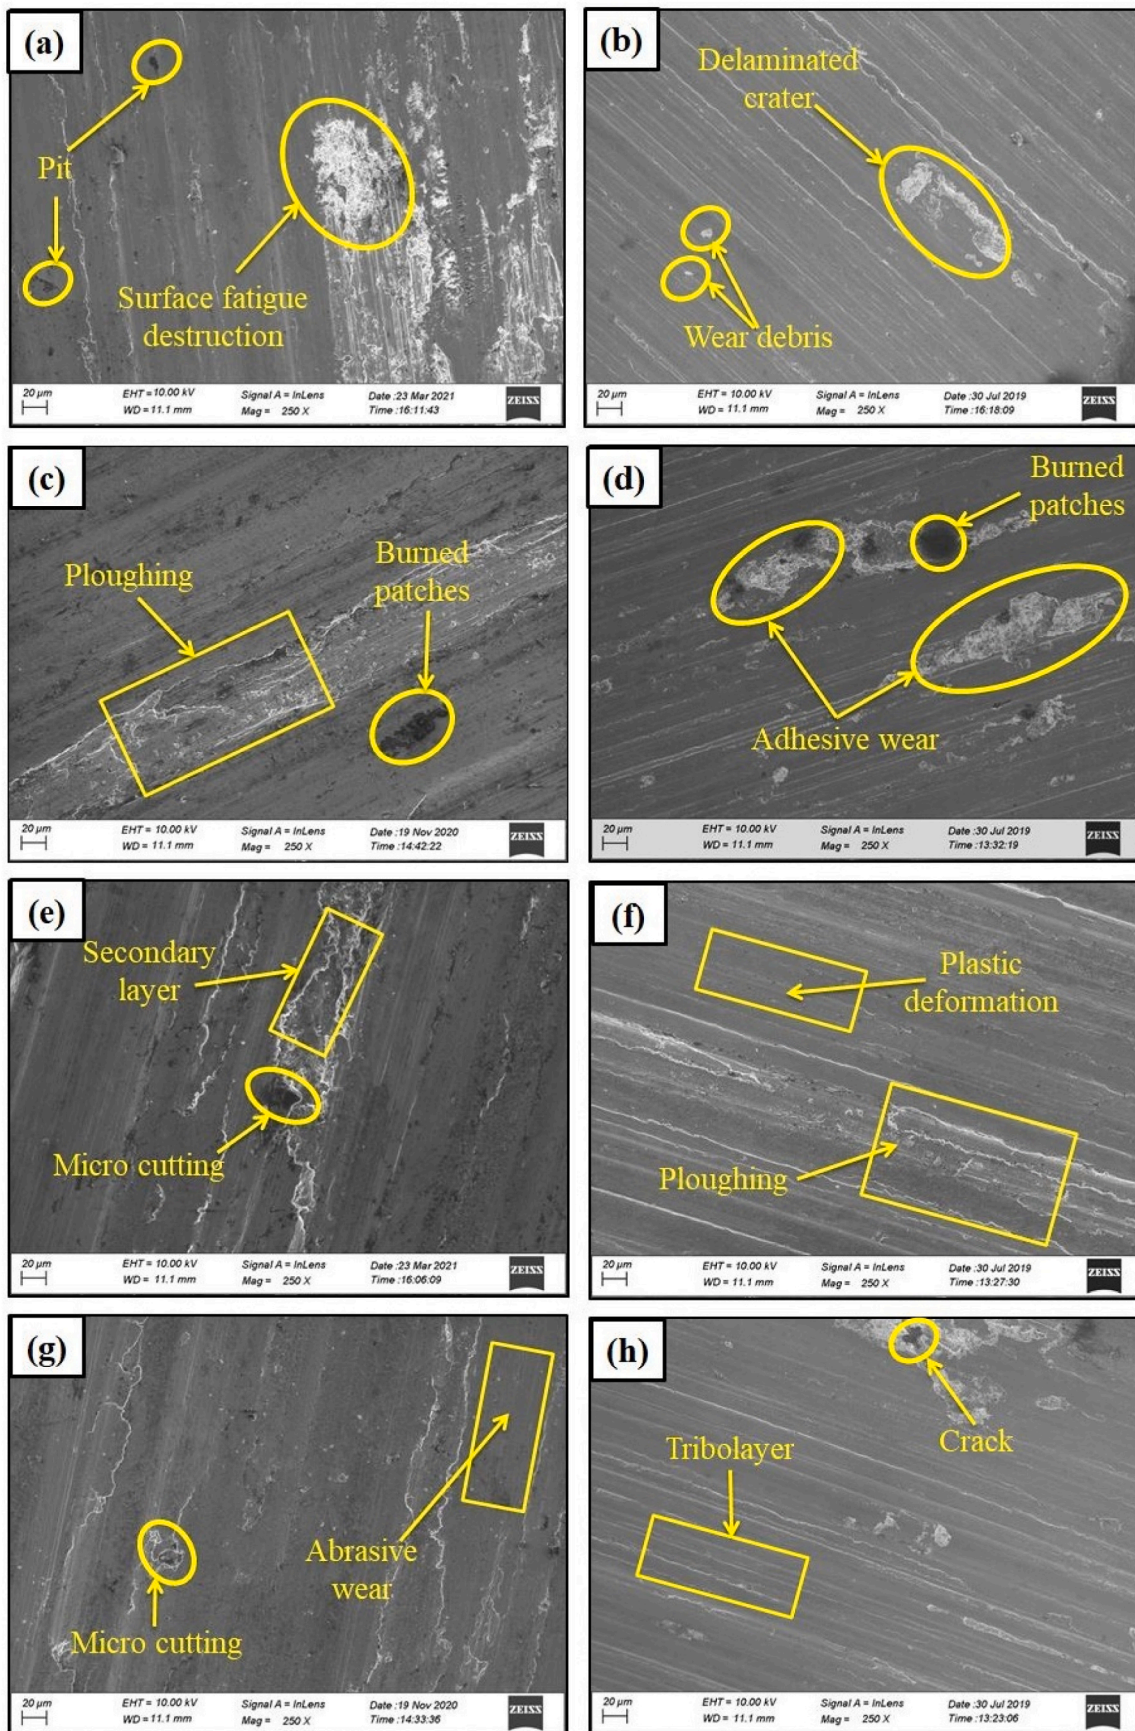 (a)
Pit
Surface fatigue
destruction
20 µm
EHT = 10.00 kV
Signal A = InLens
Date :23 Mar 2021
WD = 11.1 mm
Mag = 250 X
Time :16:11:43
ZEISS
(b)
Delaminated
crater
Wear debris
20 µm
EHT = 10.00 kV
Signal A = InLens
Date :30 Jul 2019
WD = 11.1 mm
Mag = 250 X
Time :16:18:09
ZEISS
(c)
Ploughing
Burned
patches
20 µm
EHT = 10.00 kV
Signal A = InLens
Date :19 Nov 2020
WD = 11.1 mm
Mag = 250 X
Time :14:42:22
ZEISS
(d)
Burned
patches
Adhesive wear
20 µm
EHT = 10.00 kV
Signal A = InLens
Date :30 Jul 2019
WD = 11.1 mm
Mag = 250 X
Time :13:32:19
ZEISS
(e)
Secondary
layer
Micro cutting
20 µm
EHT = 10.00 kV
Signal A = InLens
Date :23 Mar 2021
WD = 11.1 mm
Mag = 250 X
Time :16:06:09
ZEISS
(f)
Plastic
deformation
Ploughing
20 µm
EHT = 10.00 kV
Signal A = InLens
Date :30 Jul 2019
WD = 11.1 mm
Mag = 250 X
Time :13:27:30
ZEISS
(g)
Abrasive
wear
Micro cutting
20 µm
EHT = 10.00 kV
Signal A = InLens
Date :19 Nov 2020
WD = 11.1 mm
Mag = 250 X
Time :14:33:36
ZEISS
(h)
Crack
Tribolayer
20 µm
EHT = 10.00 kV
Signal A = InLens
Date :30 Jul 2019
WD = 11.1 mm
Mag = 250 X
Time :13:23:06
ZEISS